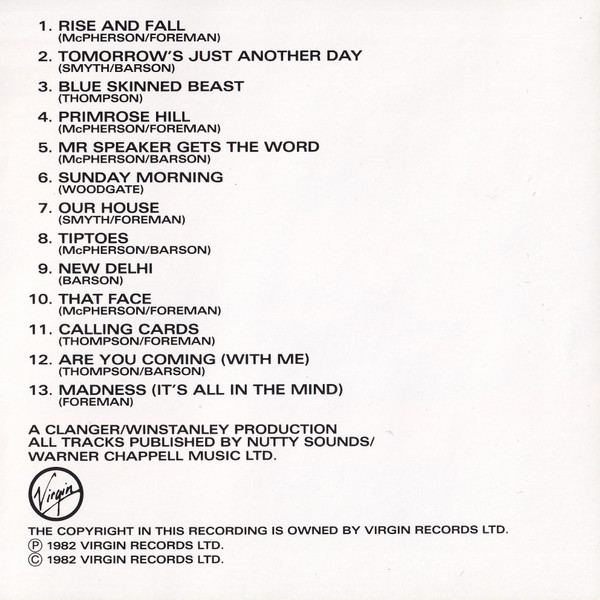 1. RISE AND FALL
(McPHERSON/FOREMAN)
2. TOMORROW'S JUST ANOTHER DAY
(SMYTH/BARSON)
3. BLUE SKINNED BEAST
(THOMPSON)
4. PRIMROSE HILL
(McPHERSON/FOREMAN)
5. MR SPEAKER GETS THE WORD
(McPHERSON/BARSON)
6. SUNDAY MORNING
(WOODGATE)
7. OUR HOUSE
(SMYTH/FOREMAN)
8. TIPTOES
(McPHERSON/BARSON)
9. NEW DELHI
(BARSON)
10. THAT FACE
(McPHERSON/FOREMAN)
11. CALLING CARDS
(THOMPSON/FOREMAN)
12. ARE YOU COMING (WITH ME)
(THOMPSON/BARSON)
13. MADNESS (IT'S ALL IN THE MIND)
(FOREMAN)
A CLANGER/WINSTANLEY PRODUCTION
ALL TRACKS PUBLISHED BY NUTTY SOUNDS/
WARNER CHAPPELL MUSIC LTD.
Virgin
THE COPYRIGHT IN THIS RECORDING IS OWNED BY VIRGIN RECORDS LTD.
Ⓟ 1982 VIRGIN RECORDS LTD.
© 1982 VIRGIN RECORDS LTD.